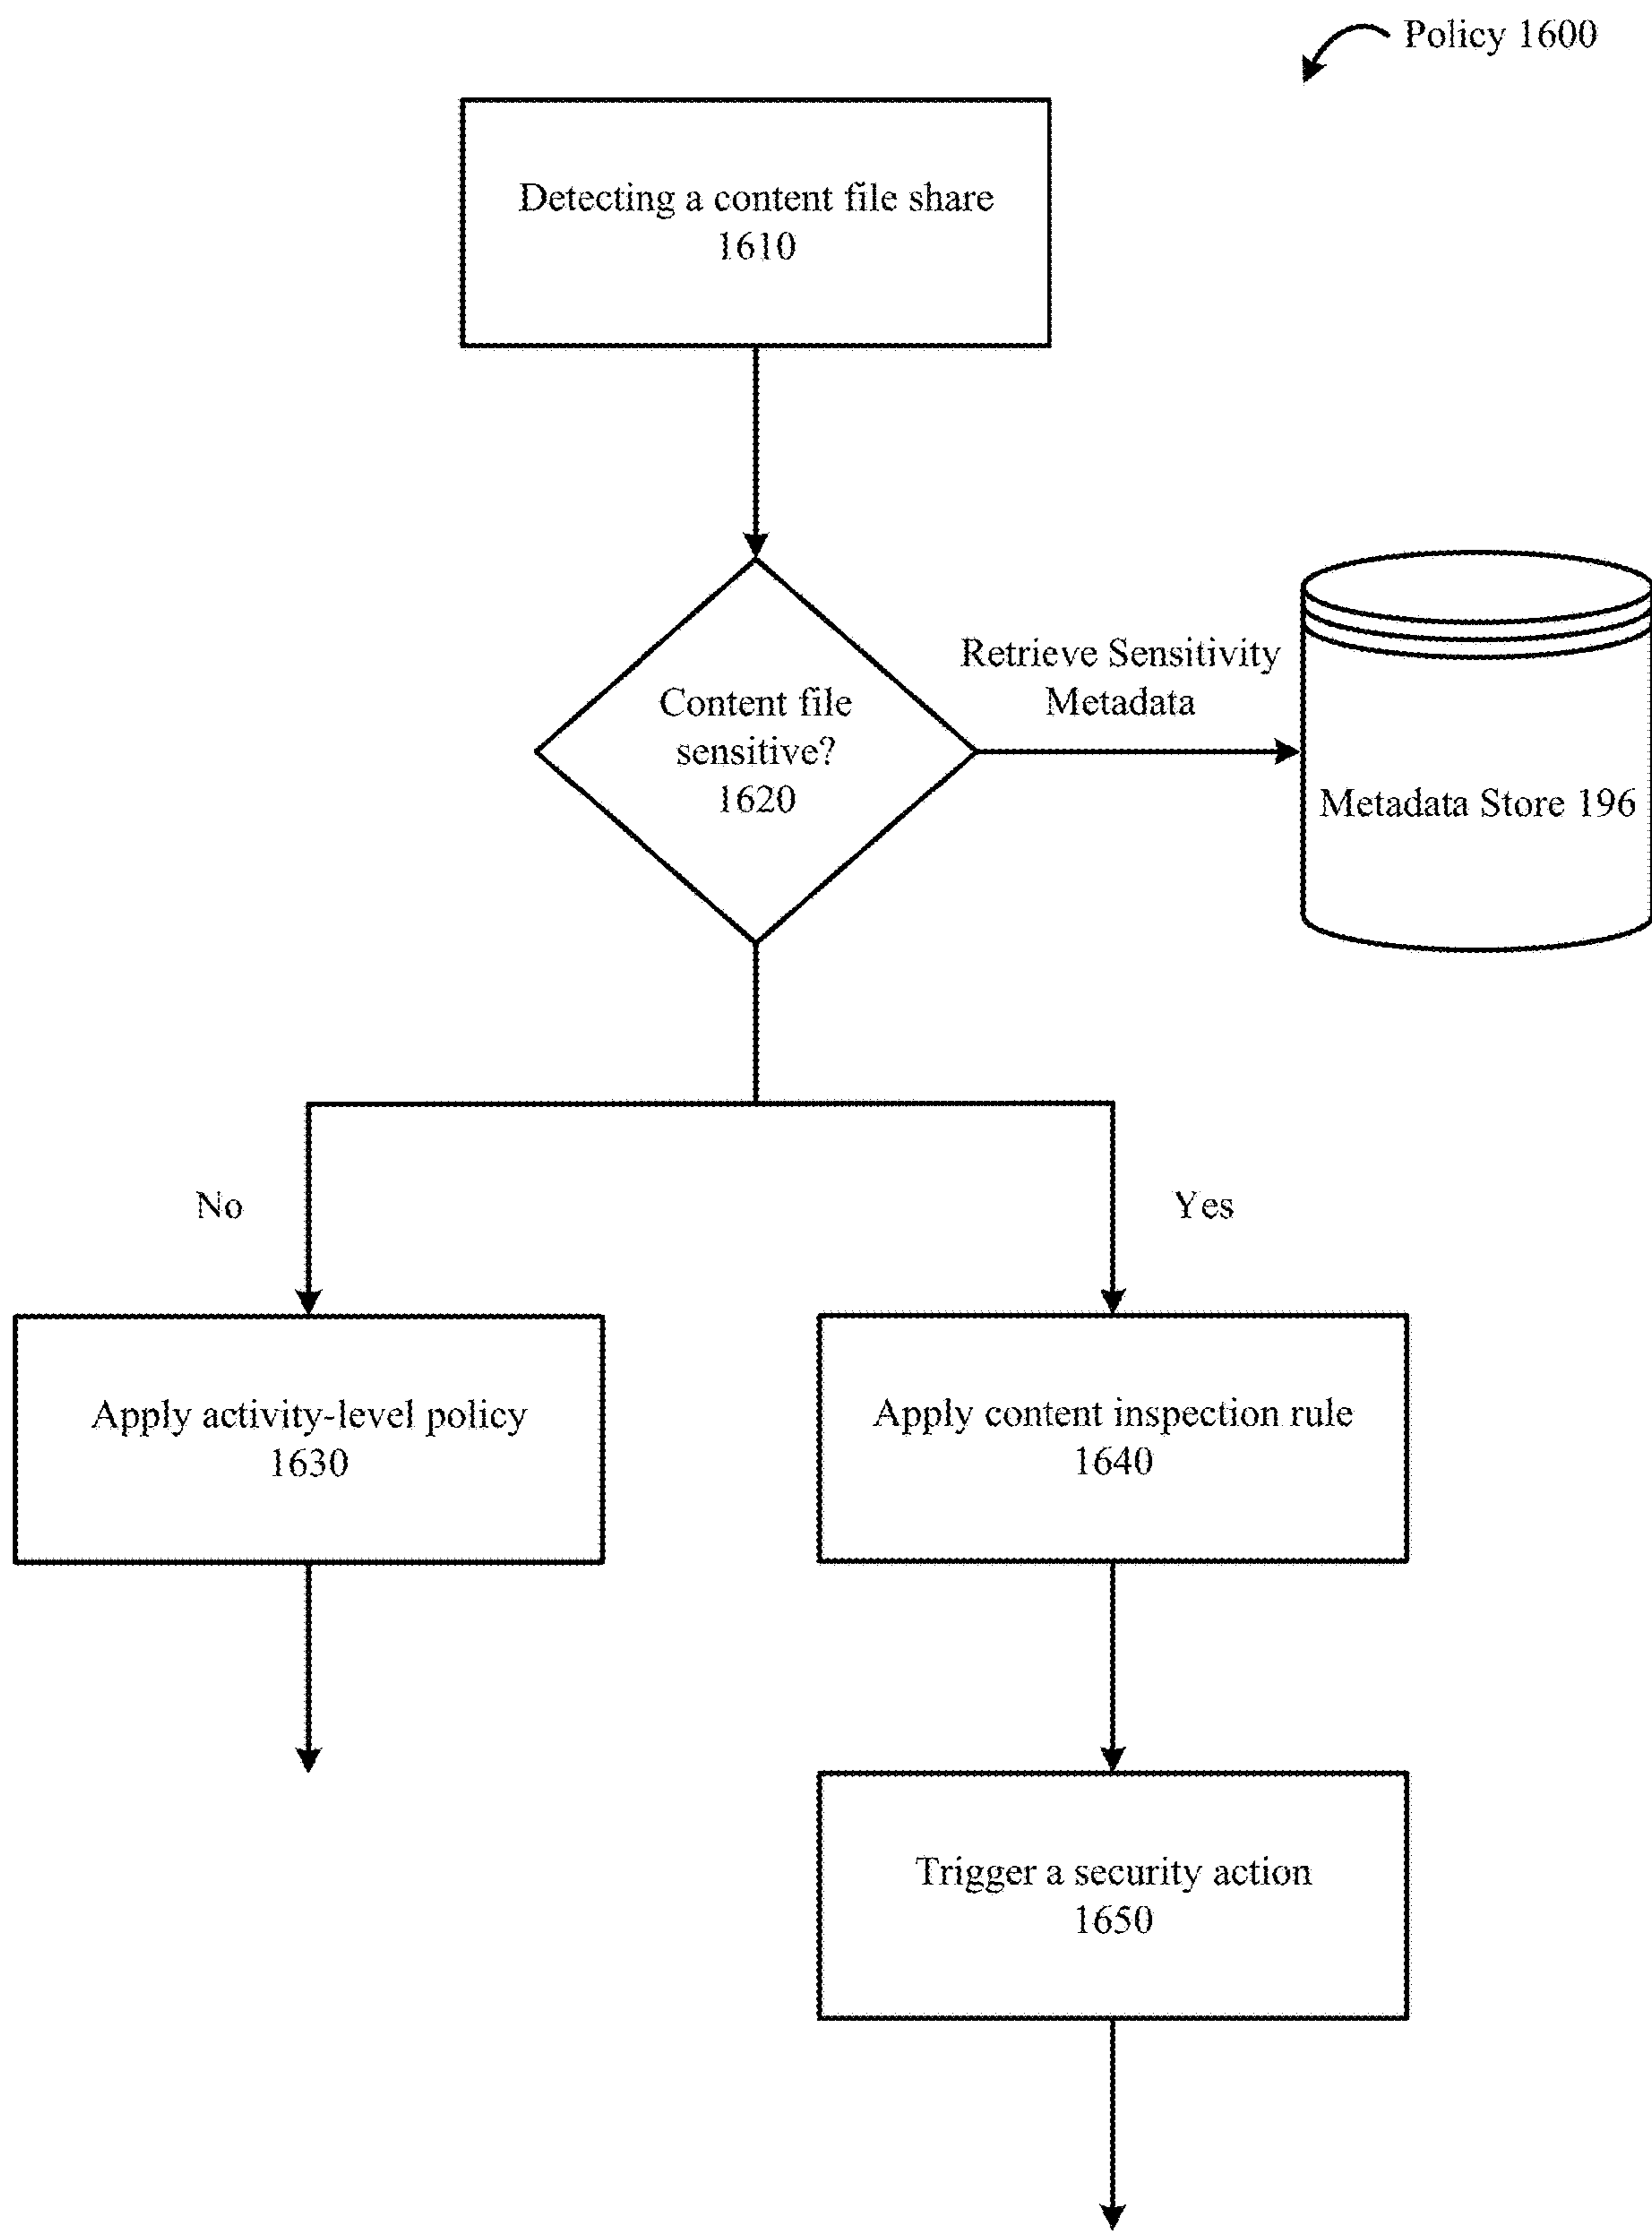 Policy 1600
Detecting a content file share
1610
Retrieve Sensitivity
Metadata
Content file
sensitive?
1620
Metadata Store 196
No
Yes
Apply activity-level policy
1630
Apply content inspection rule
1640
Trigger a security action
1650